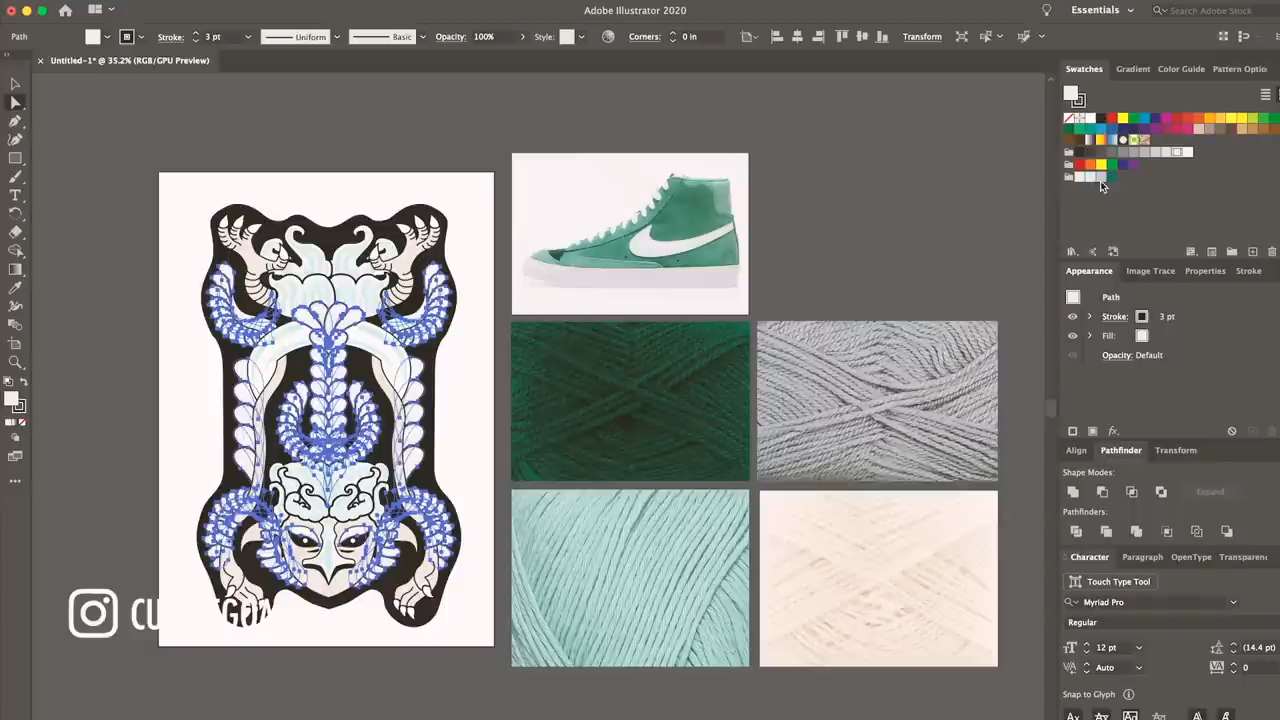 Adobe Illustrator 2020
Essentials
Search Adobe Stock
Path
Stroke:
3 pt
Uniform
Basic
Opacity:
100%
Style:
Corners:
0 in
Transform
Untitled-1* @ 35.2% (RGB/GPU Preview)
Swatches
Gradient
Color Guide
Pattern Optio
Appearance
Image Trace
Properties
Stroke
Path
Stroke:
3 pt
Fill:
Opacity: Default
Align
Pathfinder
Transform
Shape Modes:
Expand
Pathfinders:
Character
Paragraph
OpenType
Transparenc
Touch Type Tool
Myriad Pro
Regular
12 pt
(14.4 pt)
Auto
0
Snap to Glyph